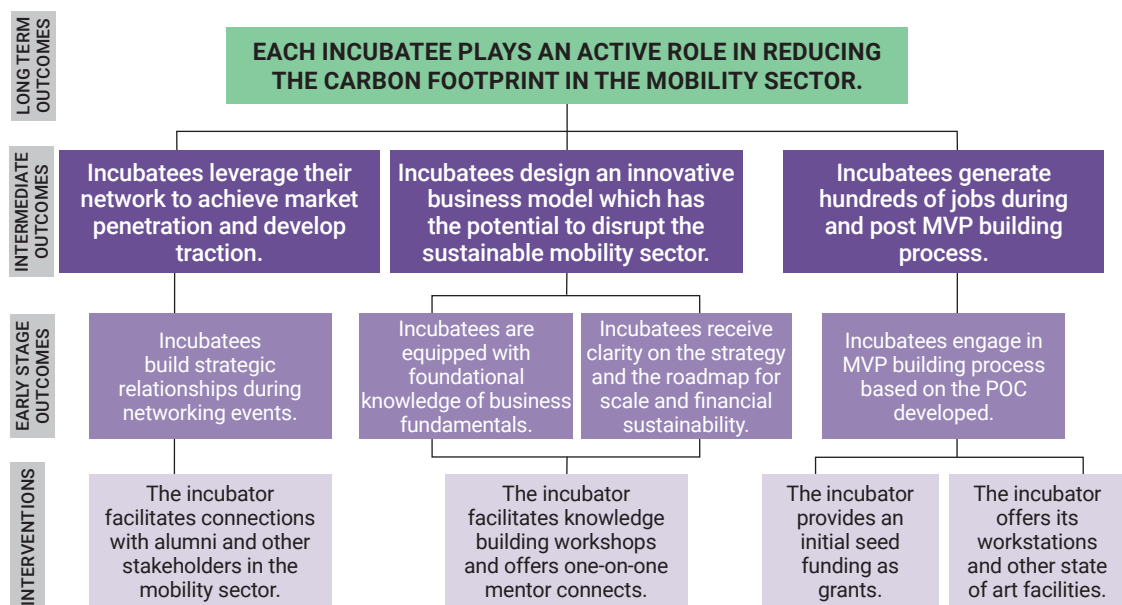 LONG TERM
OUTCOMES
EACH INCUBATEE PLAYS AN ACTIVE ROLE IN REDUCING
THE CARBON FOOTPRINT IN THE MOBILITY SECTOR.
INTERMEDIATE
OUTCOMES
Incubatees leverage their
network to achieve market
penetration and develop
traction.
Incubatees design an innovative
business model which has
the potential to disrupt the
sustainable mobility sector.
Incubatees generate
hundreds of jobs during
and post MVP building
process.
EARLY STAGE
OUTCOMES
Incubatees
build strategic
relationships during
networking events.
Incubatees are
equipped with
foundational
knowledge of business
fundamentals.
Incubatees receive
clarity on the strategy
and the roadmap for
scale and financial
sustainability.
Incubatees engage in
MVP building process
based on the POC
developed.
INTERVENTIONS
The incubator
facilitates connections
with alumni and other
stakeholders in the
mobility sector.
The incubator
facilitates knowledge
building workshops
and offers one-on-one
mentor connects.
The incubator
provides an
initial seed
funding as
grants.
The incubator
offers its
workstations
and other state
of art facilities.